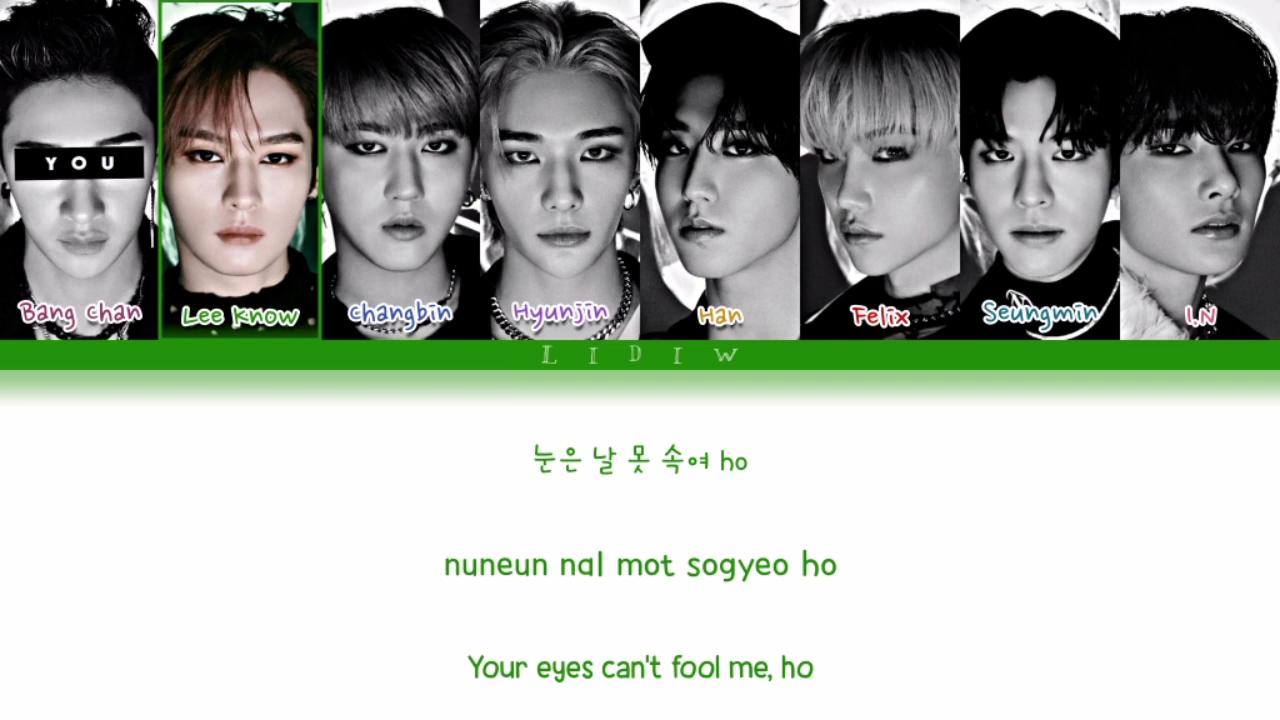 YOU
Bang chan
Lee Know
changbin
Hyunjin
Han
Felix
Seungmin
I.N
LIDIW
눈은 날 못 속여 ho
nuneun nal mot sogyeo ho
Your eyes can't fool me, ho